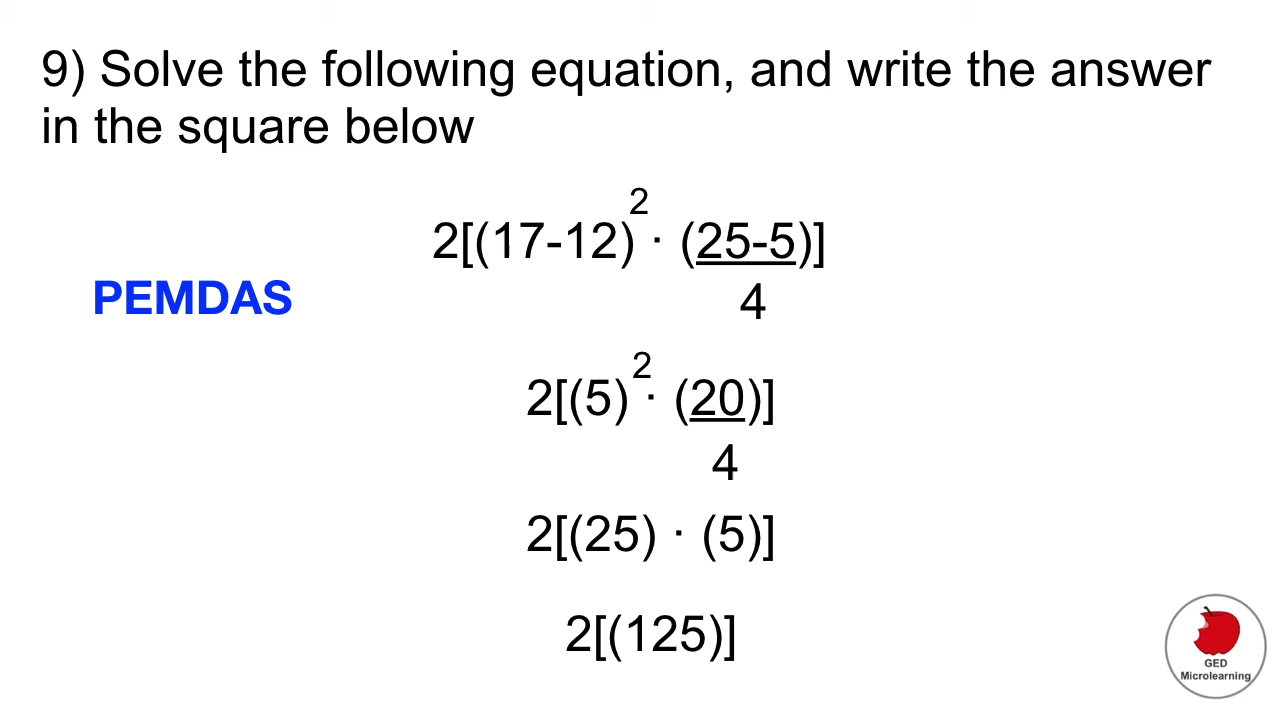 9) Solve the following equation, and write the answer
in the square below
2[(17-12)² · (25-5)]
4
PEMDAS
2[(5)² · (20)]
4
2[(25) · (5)]
2[(125)]
GED
Microlearning